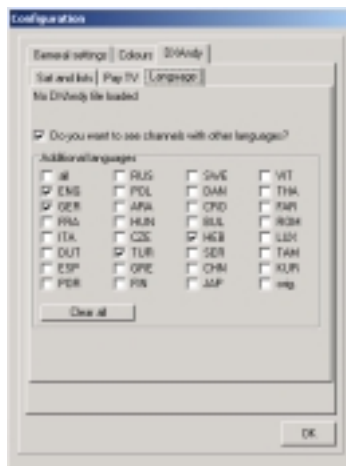 Configuration
General settings Colours DVAndy
Sat and lists Pay TV Language
No DVAndy file loaded
Do you want to see channels with other languages?
Additional languages
all RUS SWE VIT
ENG POL DAN THA
GER ARA CRO FAR
FRA HUN BUL ROM
ITA CZE HEB LUX
DUT TUR SER TAM
ESP GRE CHN KUR
POR FIN JAP orig.
Clear all
OK